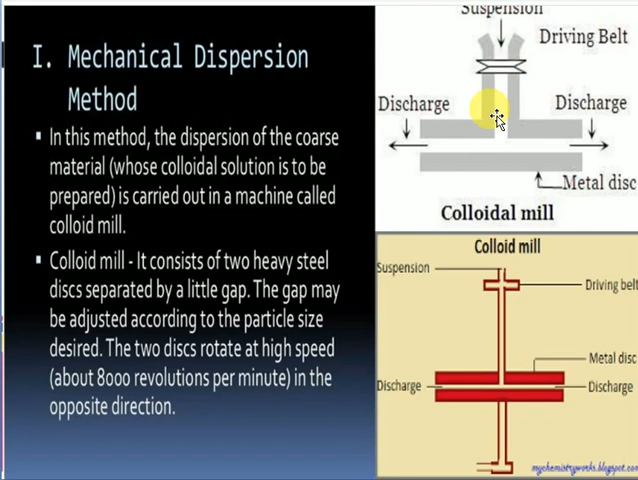 I. Mechanical Dispersion
Method
In this method, the dispersion of the coarse
material (whose colloidal solution is to be
prepared) is carried out in a machine called
colloid mill.
Colloid mill - It consists of two heavy steel
discs separated by a little gap. The gap may
be adjusted according to the particle size
desired. The two discs rotate at high speed
(about 8000 revolutions per minute) in the
opposite direction.
Suspension
Driving Belt
Discharge
Discharge
Metal disc
Colloidal mill
Colloid mill
Suspension
Driving belt
Metal disc
Discharge
Discharge
mychemistryworks.blogspot.com